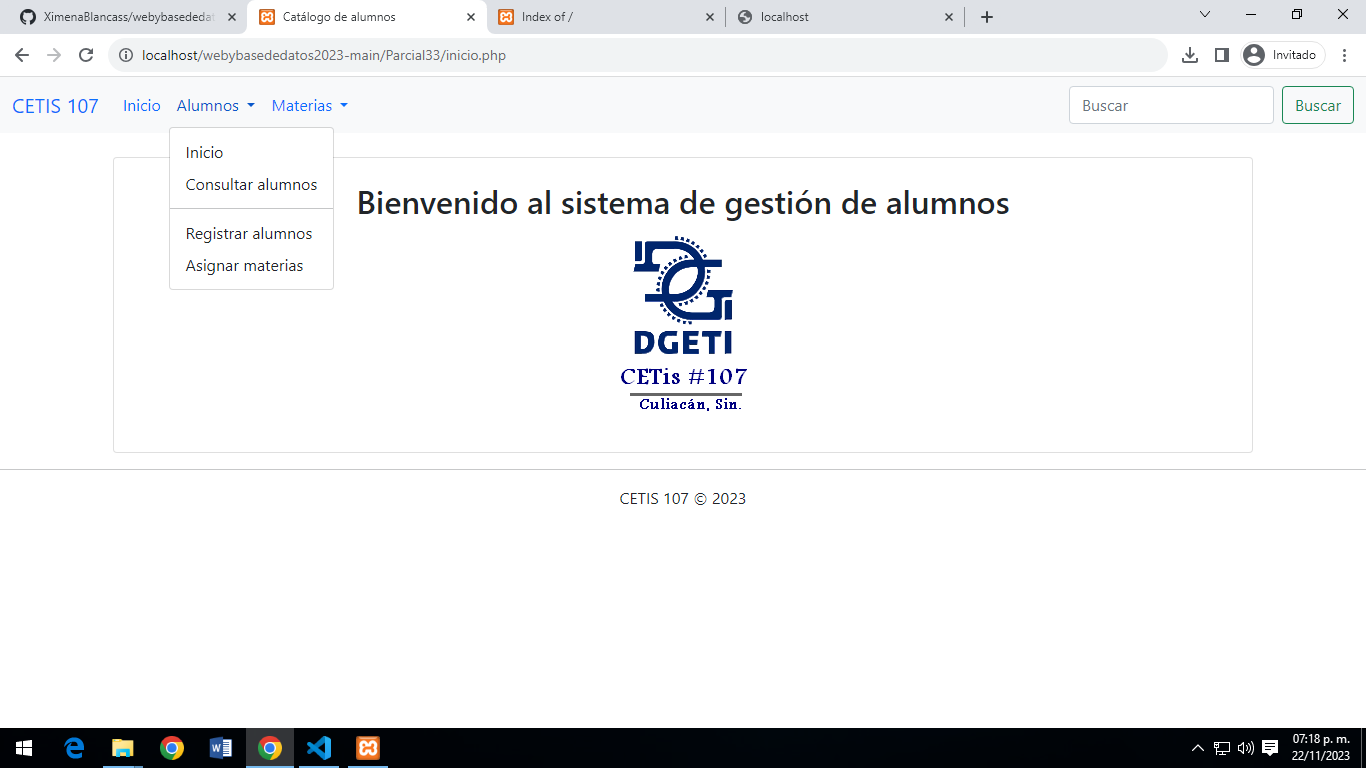 XimenaBlancass/webybasededat
Catálogo de alumnos
Index of /
localhost
localhost/webybasededatos2023-main/Parcial33/inicio.php
Invitado
CETIS 107
Inicio
Alumnos
Materias
Buscar
Buscar
Inicio
Consultar alumnos
Registrar alumnos
Asignar materias
Bienvenido al sistema de gestión de alumnos
DGETI
CETis #107
Culiacán, Sin.
CETIS 107 © 2023
07:18 p. m.
22/11/2023